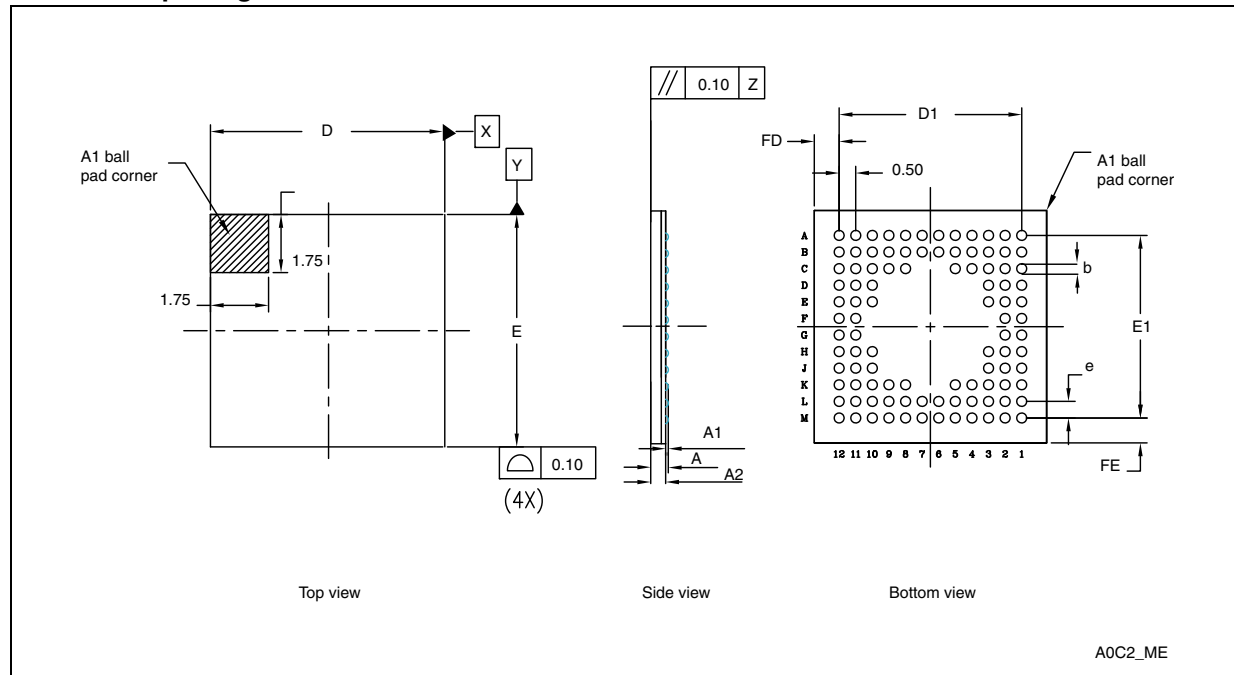 // 0.10 Z
D
X
A1 ball
pad corner
Y
1.75
1.75
E
0.10
(4X)
A1
A
A2
D1
FD
0.50
A1 ball
pad corner
A
B
C
D
E
F
G
H
J
K
L
M
b
E1
e
12 11 10 9 8 7 6 5 4 3 2 1
FE
Top view
Side view
Bottom view
A0C2_ME